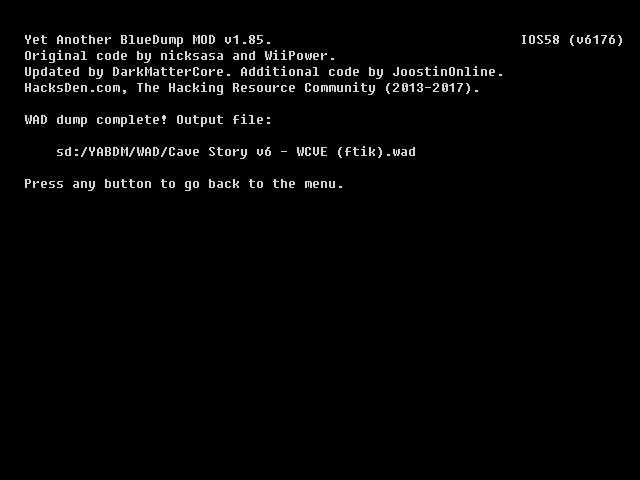 Yet Another BlueDump MOD v1.85. IOS58 (v6176)
Original code by nicksasa and WiiPower.
Updated by DarkMatterCore. Additional code by JoostinOnline.
HacksDen.com, The Hacking Resource Community (2013-2017).
WAD dump complete! Output file:
sd:/YABDM/WAD/Cave Story v6 - WCVE (ftik).wad
Press any button to go back to the menu.